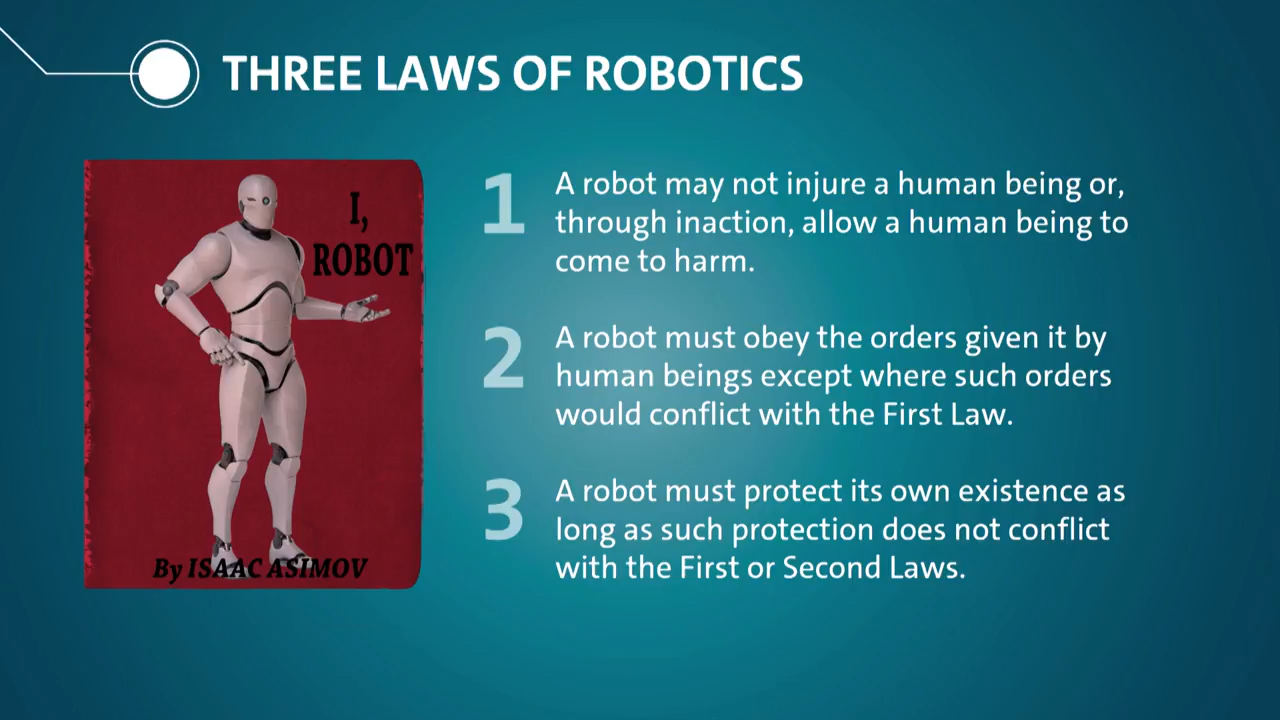 THREE LAWS OF ROBOTICS
I,
ROBOT
By ISAAC ASIMOV
1
A robot may not injure a human being or,
through inaction, allow a human being to
come to harm.
2
A robot must obey the orders given it by
human beings except where such orders
would conflict with the First Law.
3
A robot must protect its own existence as
long as such protection does not conflict
with the First or Second Laws.